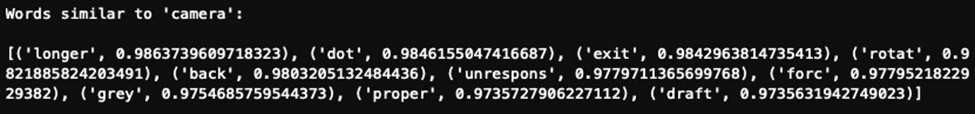 Words similar to 'camera':
[('longer', 0.9863739609718323), ('dot', 0.9846155047416687), ('exit', 0.9842963814735413), ('rotat', 0.9
821885824203491), ('back', 0.9803205132484436), ('unrespons', 0.9779711365699768), ('forc', 0.97795218229
29382), ('grey', 0.9754685759544373), ('proper', 0.9735727906227112), ('draft', 0.9735631942749023)]